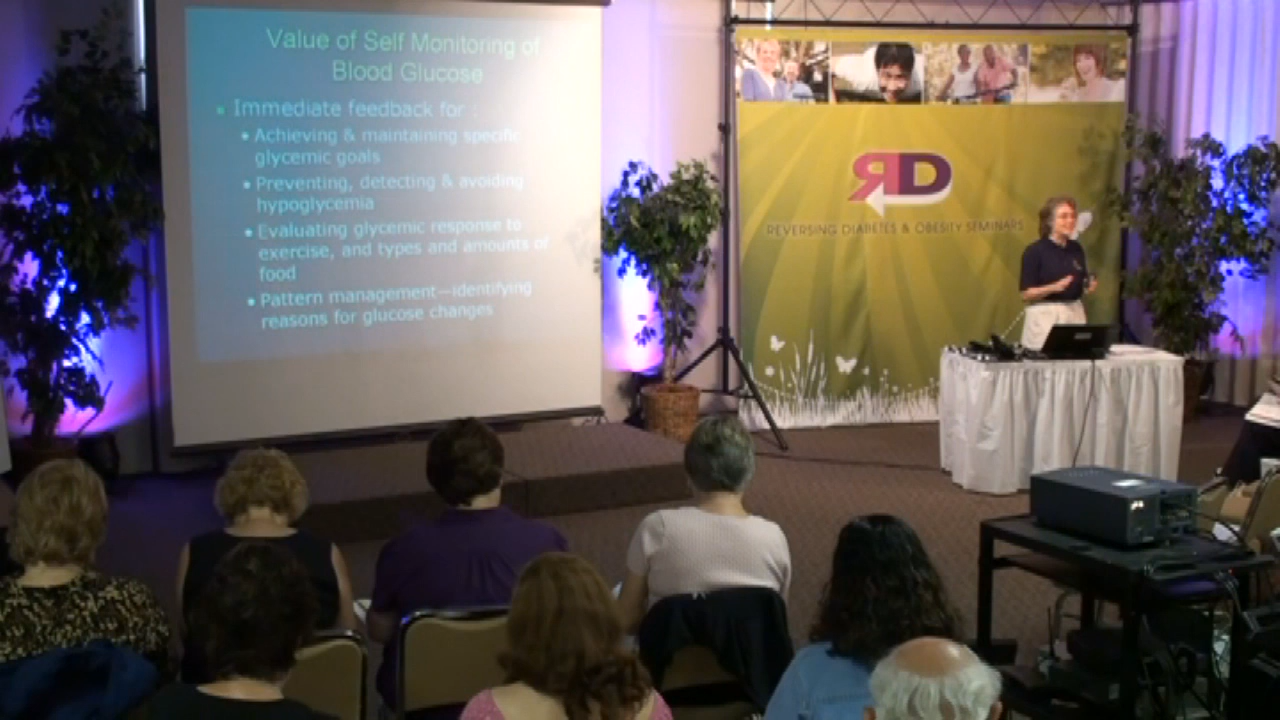 Value of Self Monitoring of
Blood Glucose
Immediate feedback for :
Achieving & maintaining specific
glycemic goals
Preventing, detecting & avoiding
hypoglycemia
Evaluating glycemic response to
exercise, and types and amounts of
food
Pattern management—identifying
reasons for glucose changes
RD
REVERSING DIABETES & OBESITY SEMINARS